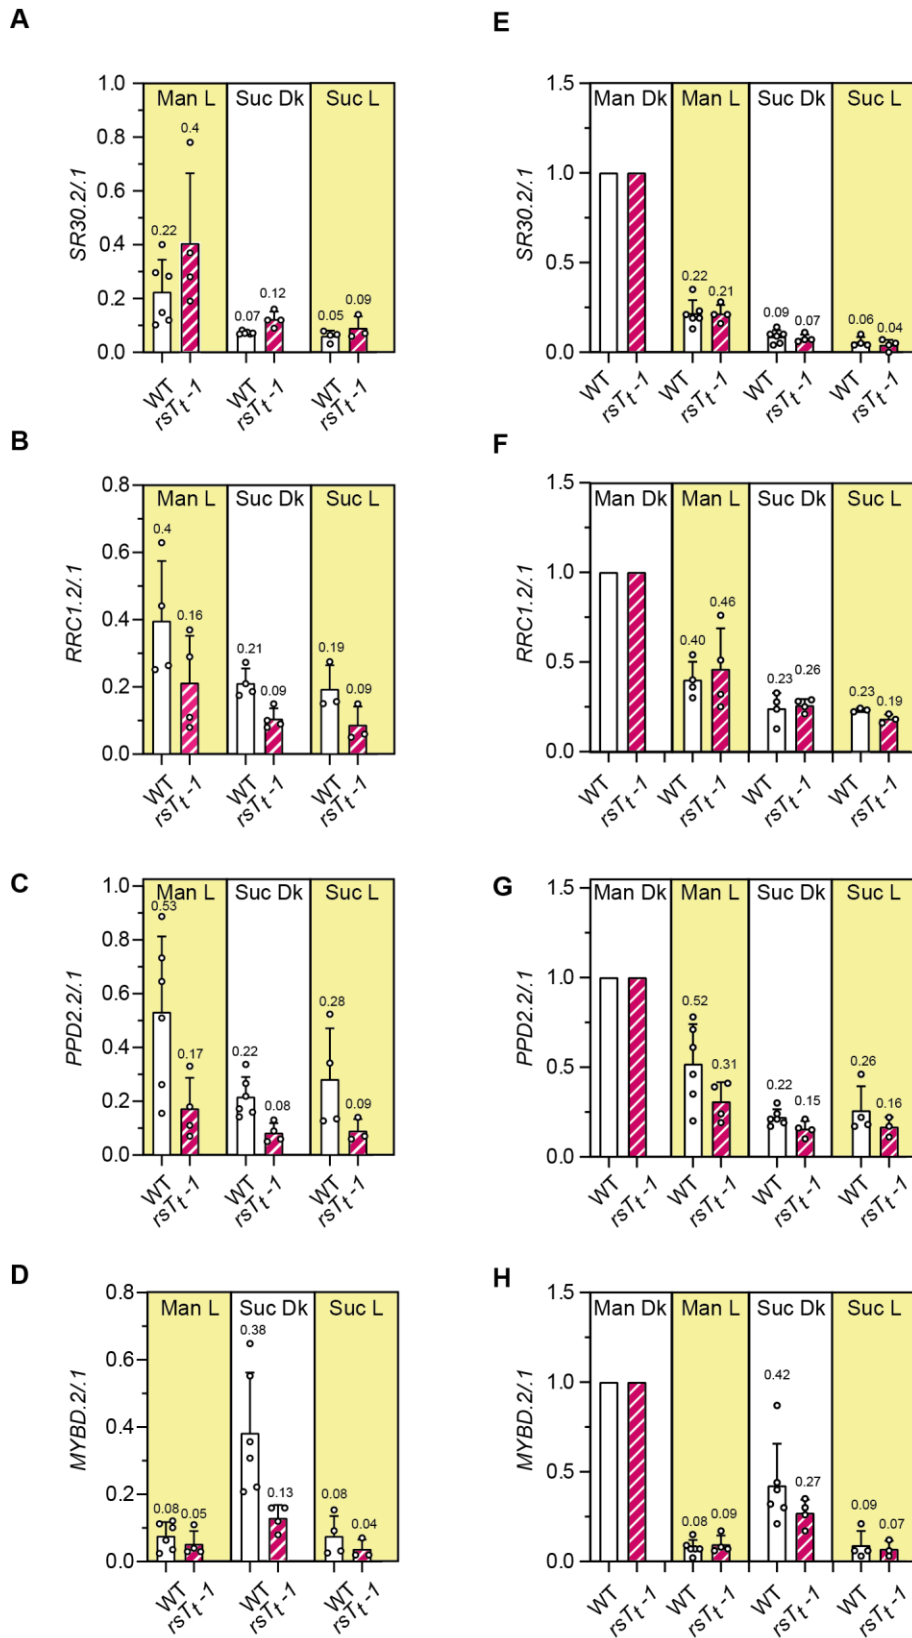 A
SR30.2/.1
1.0
0.8
0.6
0.4
0.2
0.0
Man L
Suc Dk
Suc L
0.22
0.4
0.07
0.12
0.05
0.09
WT
rsTt-1
WT
rsTt-1
WT
rsTt-1
E
SR30.2/.1
1.5
1.0
0.5
0.0
Man Dk
Man L
Suc Dk
Suc L
0.22
0.21
0.09
0.07
0.06
0.04
WT
rsTt-1
WT
rsTt-1
WT
rsTt-1
WT
rsTt-1
B
RRC1.2/.1
0.8
0.6
0.4
0.2
0.0
Man L
Suc Dk
Suc L
0.4
0.16
0.21
0.09
0.19
0.09
WT
rsTt-1
WT
rsTt-1
WT
rsTt-1
F
RRC1.2/.1
1.5
1.0
0.5
0.0
Man Dk
Man L
Suc Dk
Suc L
0.40
0.46
0.23
0.26
0.23
0.19
WT
rsTt-1
WT
rsTt-1
WT
rsTt-1
WT
rsTt-1
C
PPD2.2/.1
1.0
0.8
0.6
0.4
0.2
0.0
Man L
Suc Dk
Suc L
0.53
0.17
0.22
0.08
0.28
0.09
WT
rsTt-1
WT
rsTt-1
WT
rsTt-1
G
PPD2.2/.1
1.5
1.0
0.5
0.0
Man Dk
Man L
Suc Dk
Suc L
0.52
0.31
0.22
0.15
0.26
0.16
WT
rsTt-1
WT
rsTt-1
WT
rsTt-1
WT
rsTt-1
D
MYBD.2/.1
0.8
0.6
0.4
0.2
0.0
Man L
Suc Dk
Suc L
0.08
0.05
0.38
0.13
0.08
0.04
WT
rsTt-1
WT
rsTt-1
WT
rsTt-1
H
MYBD.2/.1
1.5
1.0
0.5
0.0
Man Dk
Man L
Suc Dk
Suc L
0.08
0.09
0.42
0.27
0.09
0.07
WT
rsTt-1
WT
rsTt-1
WT
rsTt-1
WT
rsTt-1